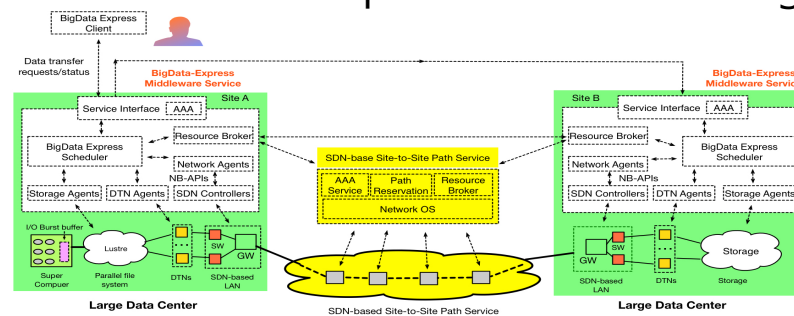 BigData Express
Client
Data transfer
requests/status
BigData-Express
Middleware Service
Site A
Service Interface
AAA
BigData Express
Scheduler
Resource Broker
Network Agents
NB-APIs
Storage Agents
DTN Agents
SDN Controllers
I/O Burst buffer
Lustre
SW
GW
Super
Compuer
Parallel file
system
DTNs
SDN-based
LAN
Large Data Center
SDN-base Site-to-Site Path Service
AAA
Service
Path
Reservation
Resource
Broker
Network OS
SDN-based Site-to-Site Path Service
BigData-Express
Middleware Servic
Site B
Service Interface
AAA
Resource Broker
BigData Express
Scheduler
Network Agents
NB-APIs
SDN Controllers
DTN Agents
Storage Agents
SW
GW
Storage
SDN-based
LAN
DTNs
Storage
Large Data Center